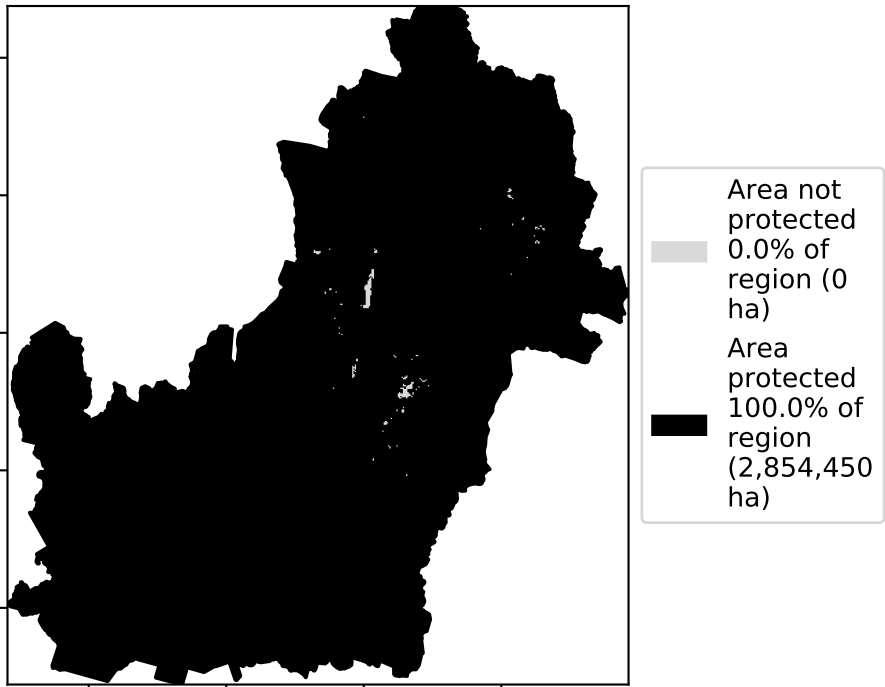 Area not
protected
0.0% of
region (0
ha)
Area
protected
100.0% of
region
(2,854,450
ha)